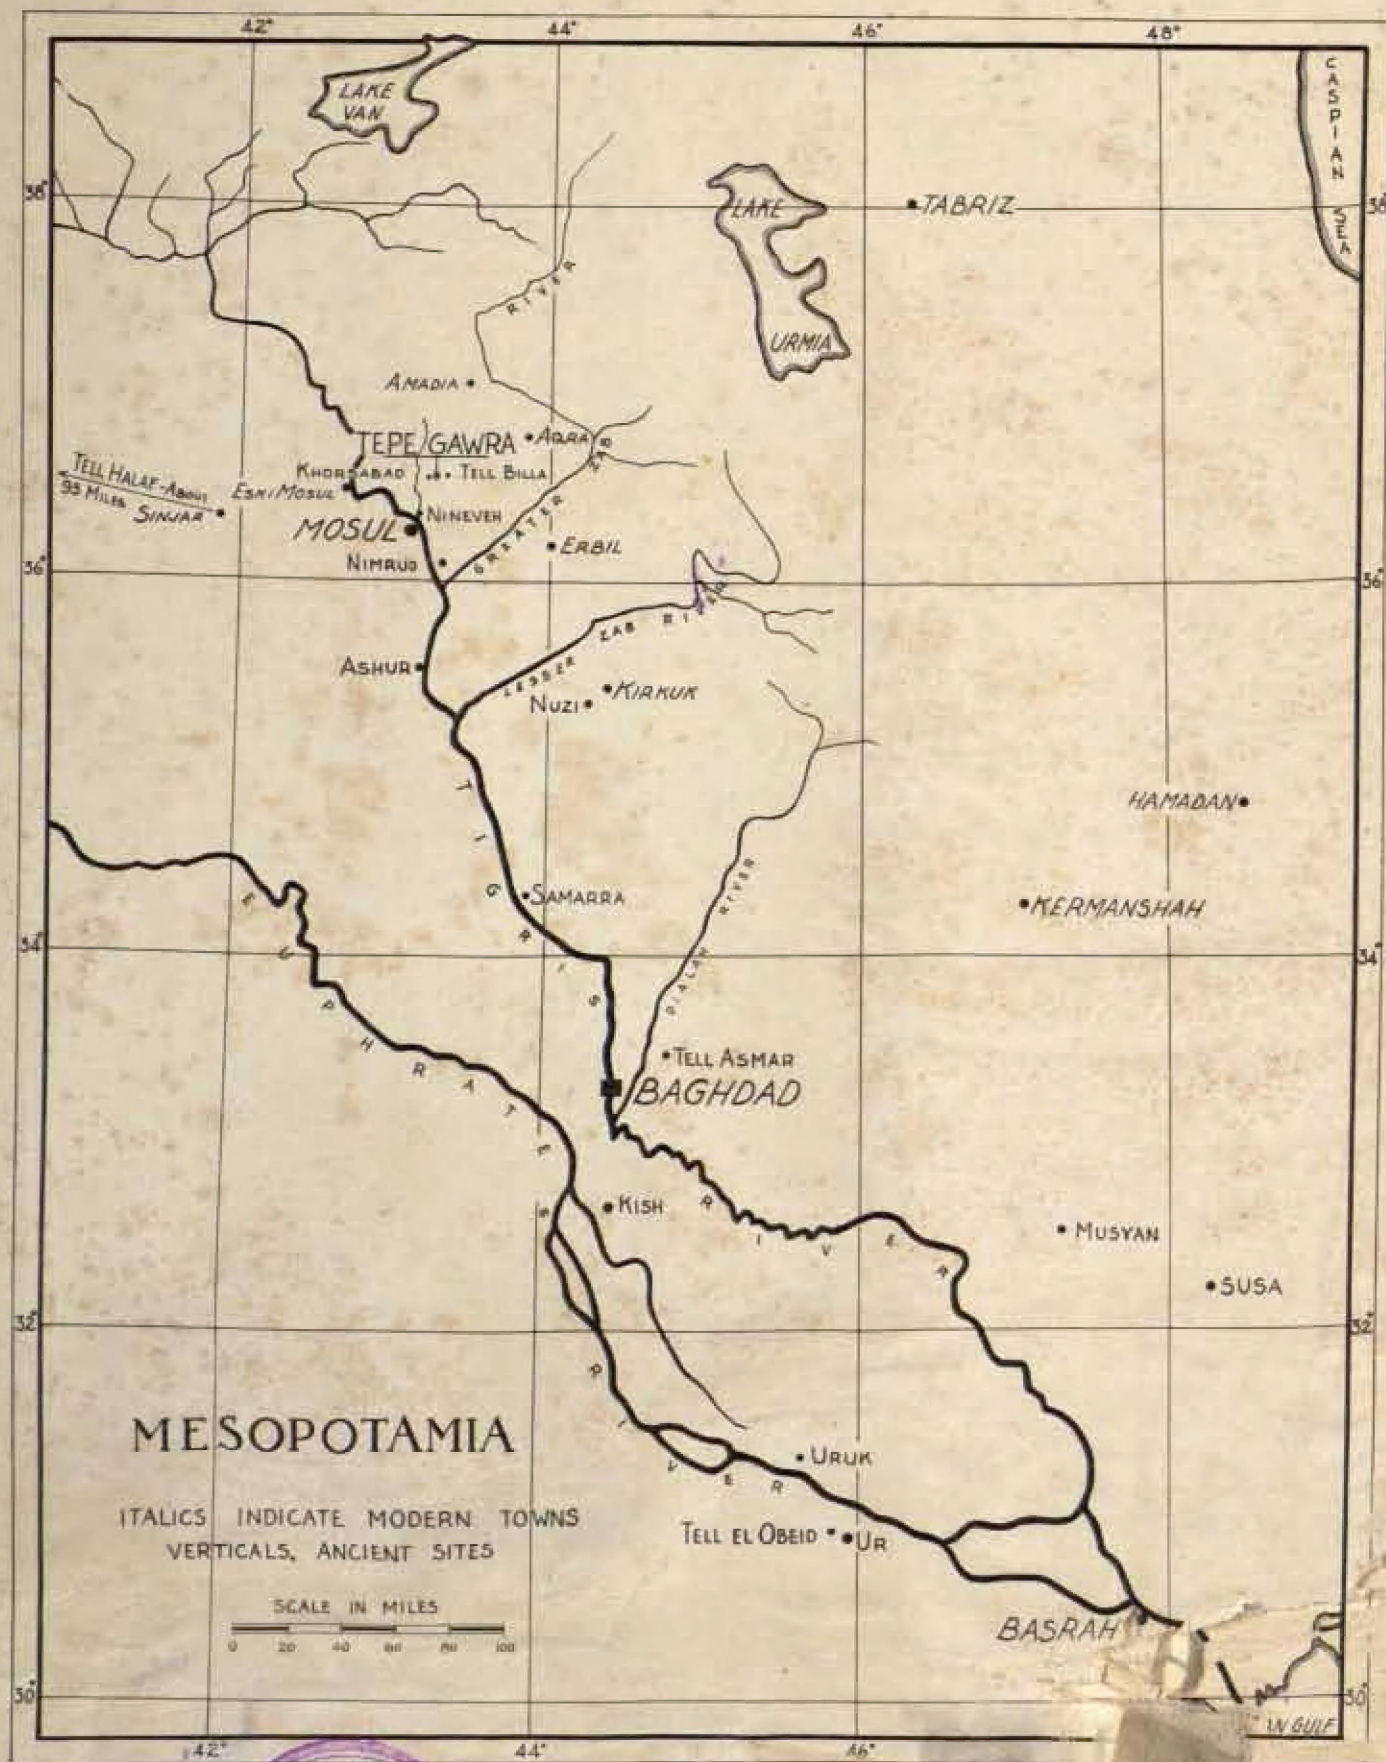 42° 44° 46° 48°
LAKE
VAN
CASPIAN SEA
38° 38°
LAKE
URMIA
TABRIZ
RIVER
AMADIA
TEPE GAWRA
AQRA
KHORSABAD
TELL BILLA
TELL HALAF-ABOUT
93 MILES
ESKI MOSUL
SINJAR
NINEVEH
MOSUL
GREATER ZAB
ERBIL
NIMRUD
36° 36°
LESSER ZAB RIVER
ASHUR
KIRKUK
NUZI
TIGRIS
HAMADAN
SAMARRA
KERMANSHAH
EUPHRATES
34° 34°
DIALAH RIVER
TELL ASMAR
BAGHDAD
KISH
RIVER
MUSYAN
SUSA
32° 32°
RIVER
MESOPOTAMIA
URUK
ITALICS INDICATE MODERN TOWNS
VERTICALS, ANCIENT SITES
TELL EL OBEID
UR
SCALE IN MILES
0 20 40 60 80 100
BASRAH
30° 30°
IN GULF
42° 44° 46°